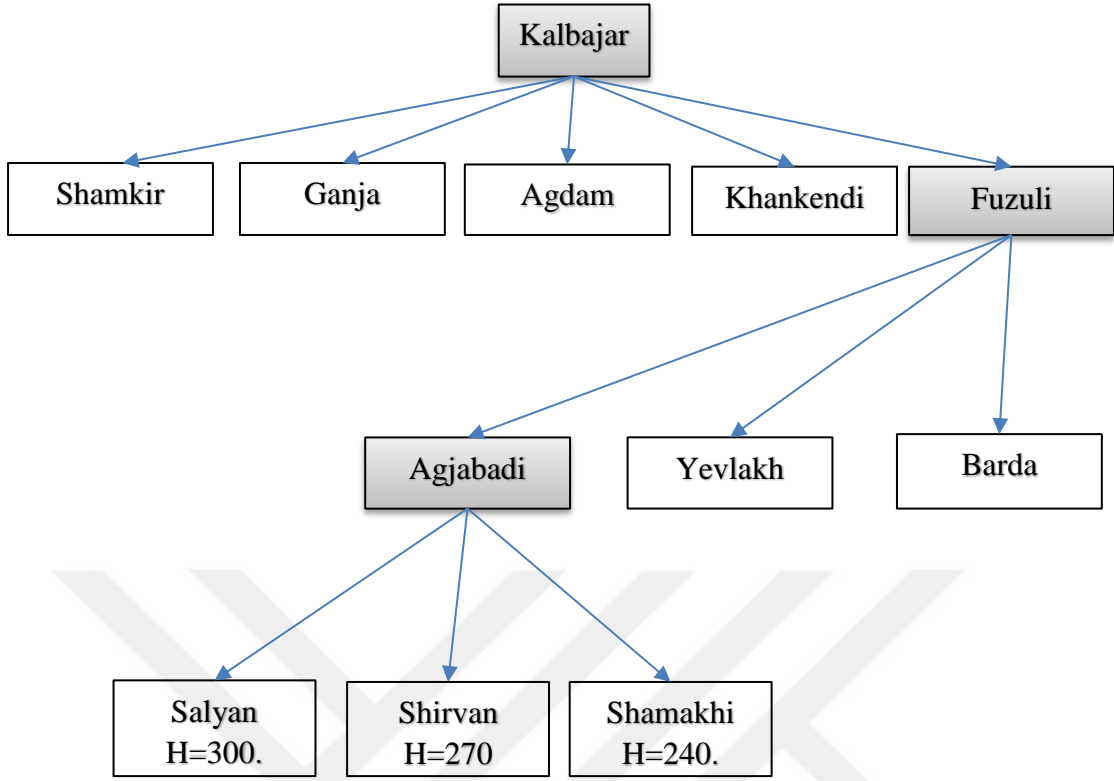 Kalbajar
Shamkir
Ganja
Agdam
Khankendi
Fuzuli
Agjabadi
Yevlakh
Barda
Salyan
H=300.
Shirvan
H=270
Shamakhi
H=240.